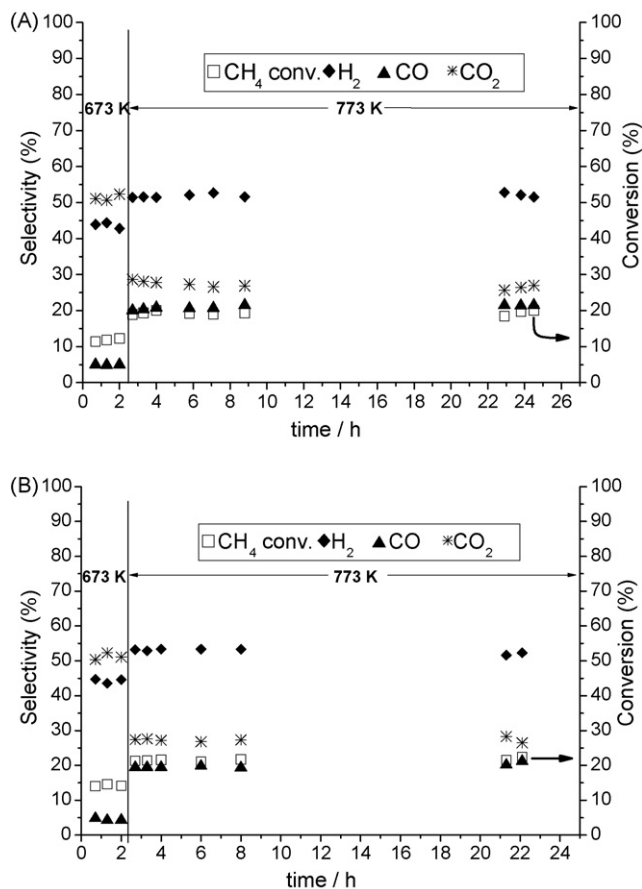 (A)
100
90
80
70
60
50
40
30
20
10
0
Selectivity (%)
□ CH₄ conv. ◆ H₂ ▲ CO ✳ CO₂
673 K
773 K
100
90
80
70
60
50
40
30
20
10
0
Conversion (%)
0 2 4 6 8 10 12 14 16 18 20 22 24 26
time / h
(B)
100
90
80
70
60
50
40
30
20
10
0
Selectivity (%)
□ CH₄ conv. ◆ H₂ ▲ CO ✳ CO₂
673 K
773 K
100
90
80
70
60
50
40
30
20
10
0
Conversion (%)
0 2 4 6 8 10 12 14 16 18 20 22 24
time / h